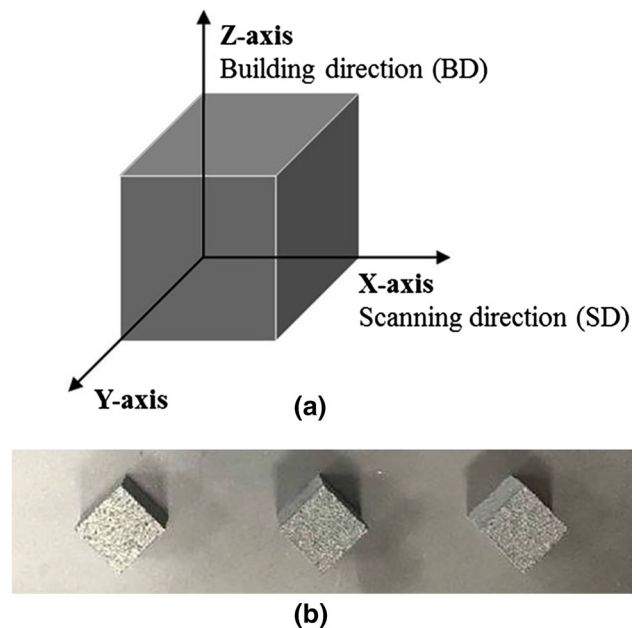 Z-axis
Building direction (BD)
X-axis
Scanning direction (SD)
Y-axis
(a)
(b)